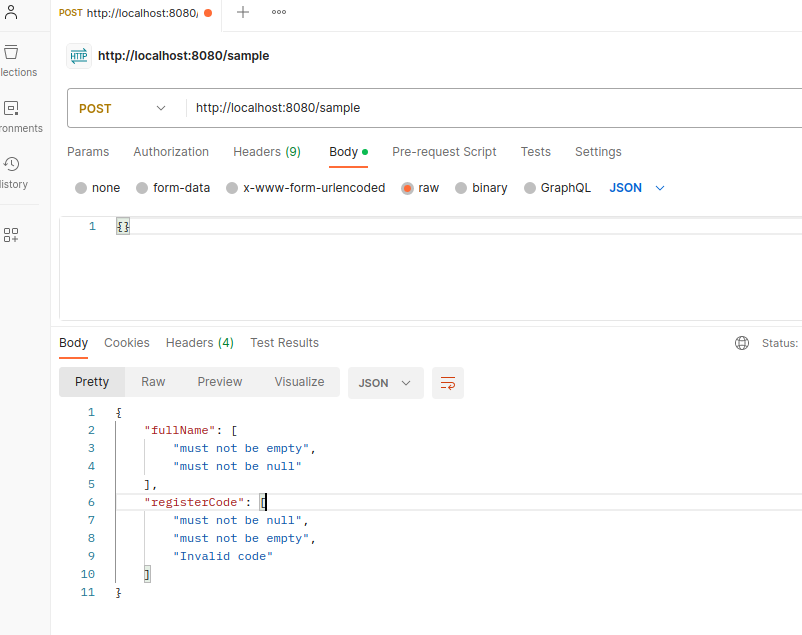 POST http://localhost:8080/
lections
HTTP http://localhost:8080/sample
ronments
POST http://localhost:8080/sample
istory
Params Authorization Headers (9) Body Pre-request Script Tests Settings
none form-data x-www-form-urlencoded raw binary GraphQL JSON
1 {}
Body Cookies Headers (4) Test Results Status:
Pretty Raw Preview Visualize JSON
1 {
2 "fullName": [
3 "must not be empty",
4 "must not be null"
5 ],
6 "registerCode": [
7 "must not be null",
8 "must not be empty",
9 "Invalid code"
10 ]
11 }